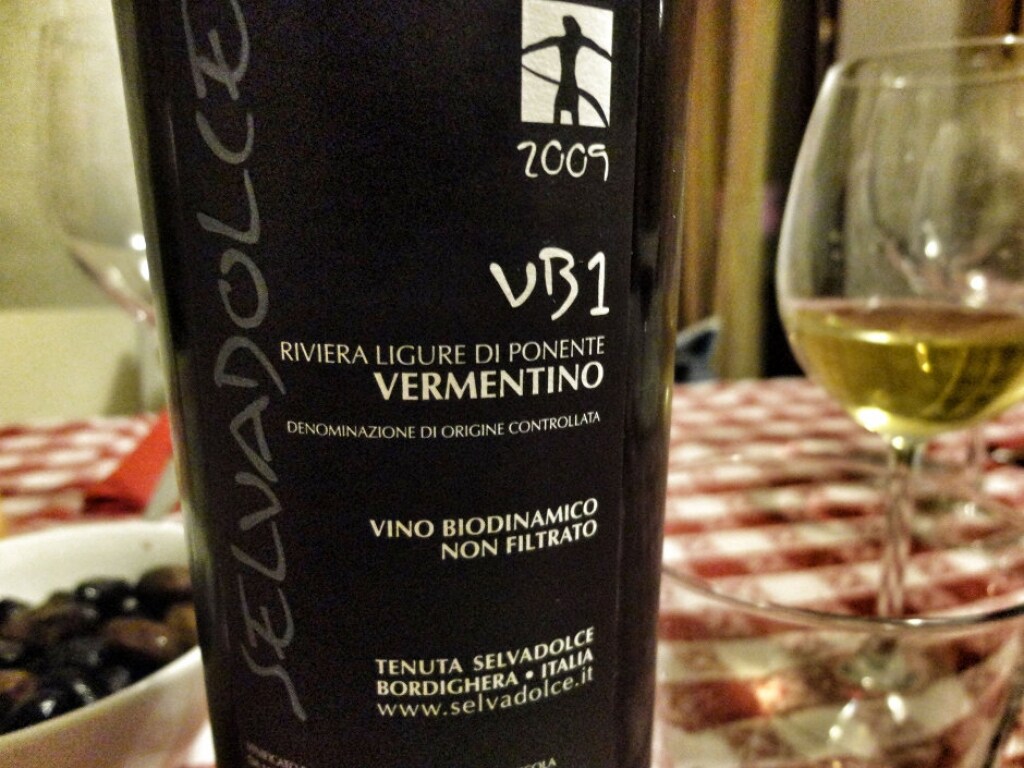 SELVADOLCE
2009
VB1
RIVIERA LIGURE DI PONENTE
VERMENTINO
DENOMINAZIONE DI ORIGINE CONTROLLATA
VINO BIODINAMICO
NON FILTRATO
TENUTA SELVADOLCE
BORDIGHERA • ITALIA
www.selvadolce.it